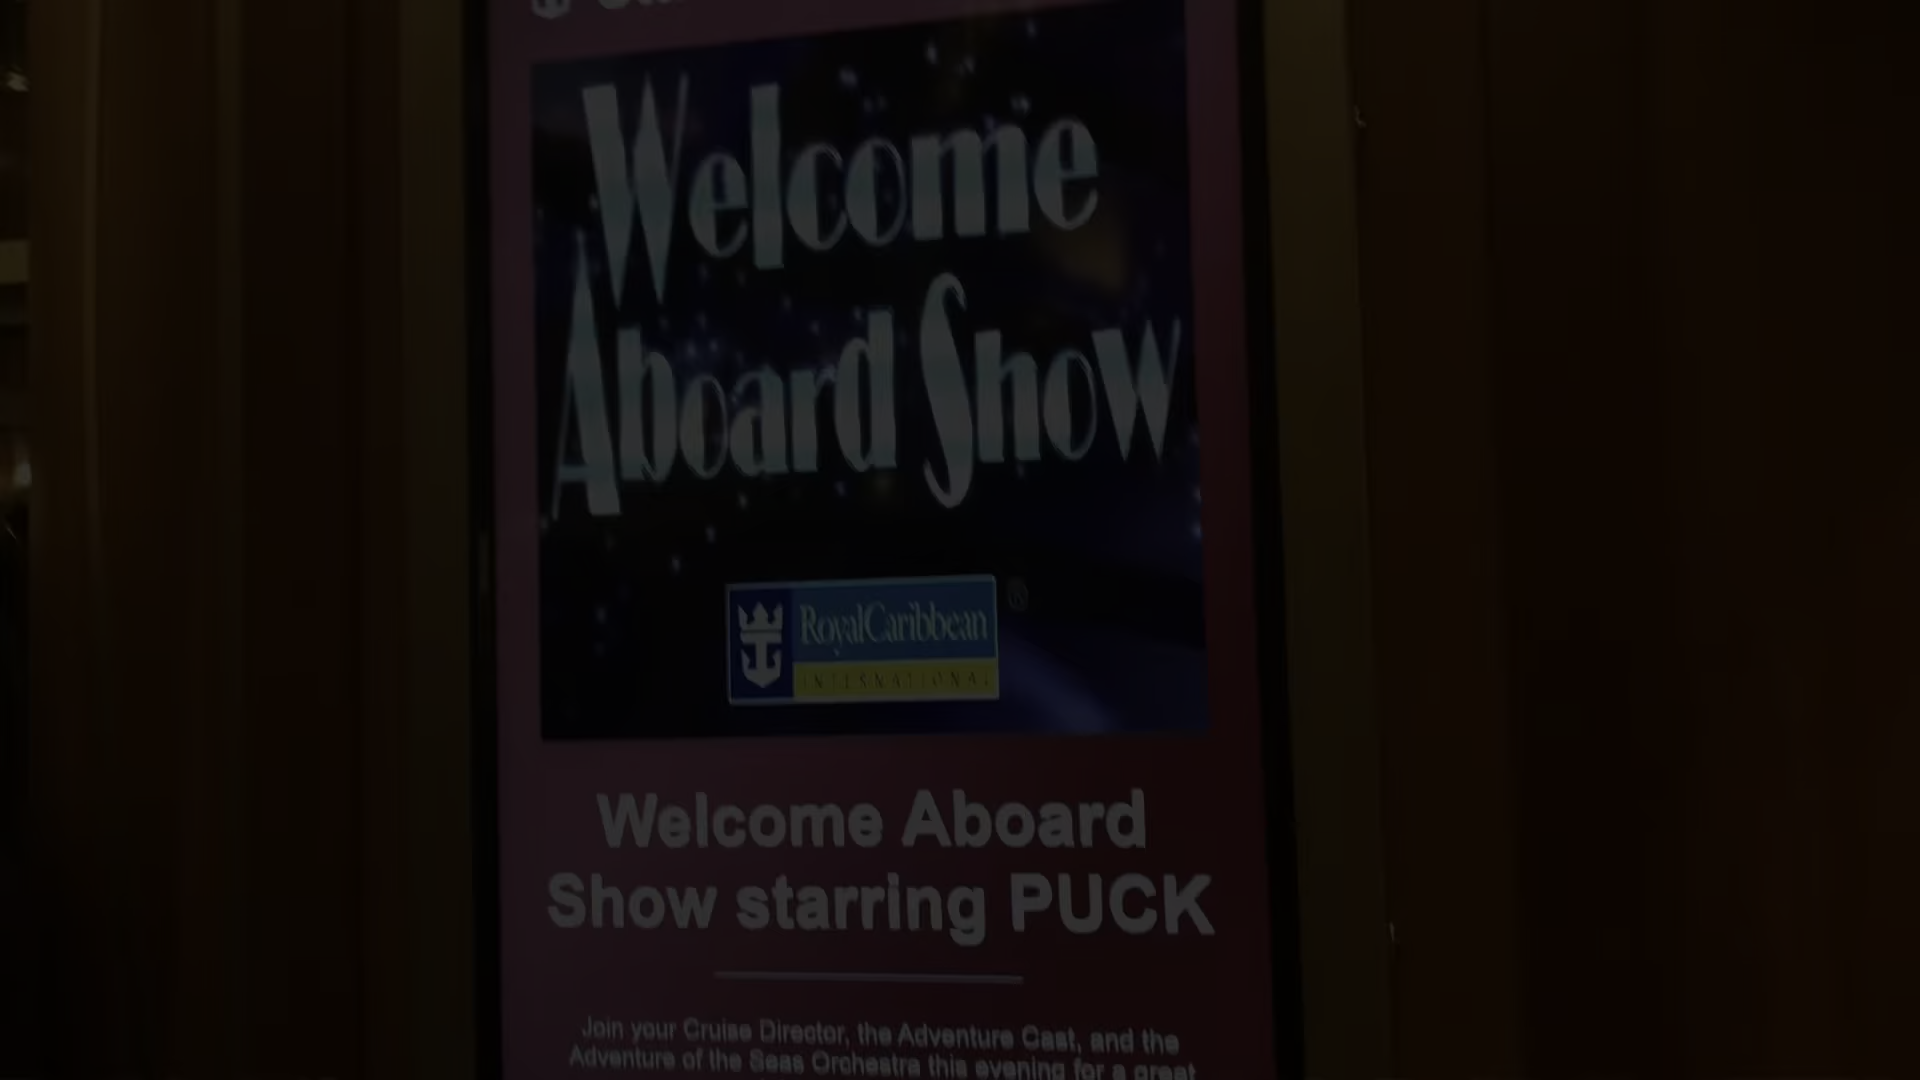 Welcome
Aboard Show
RoyalCaribbean ®
INTERNATIONAL
Welcome Aboard
Show starring PUCK
Join your Cruise Director, the Adventure Cast, and the
Adventure of the Seas Orchestra this evening for a great